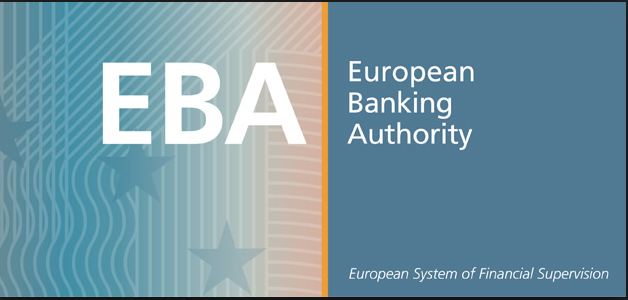 EBA
European
Banking
Authority
European System of Financial Supervision